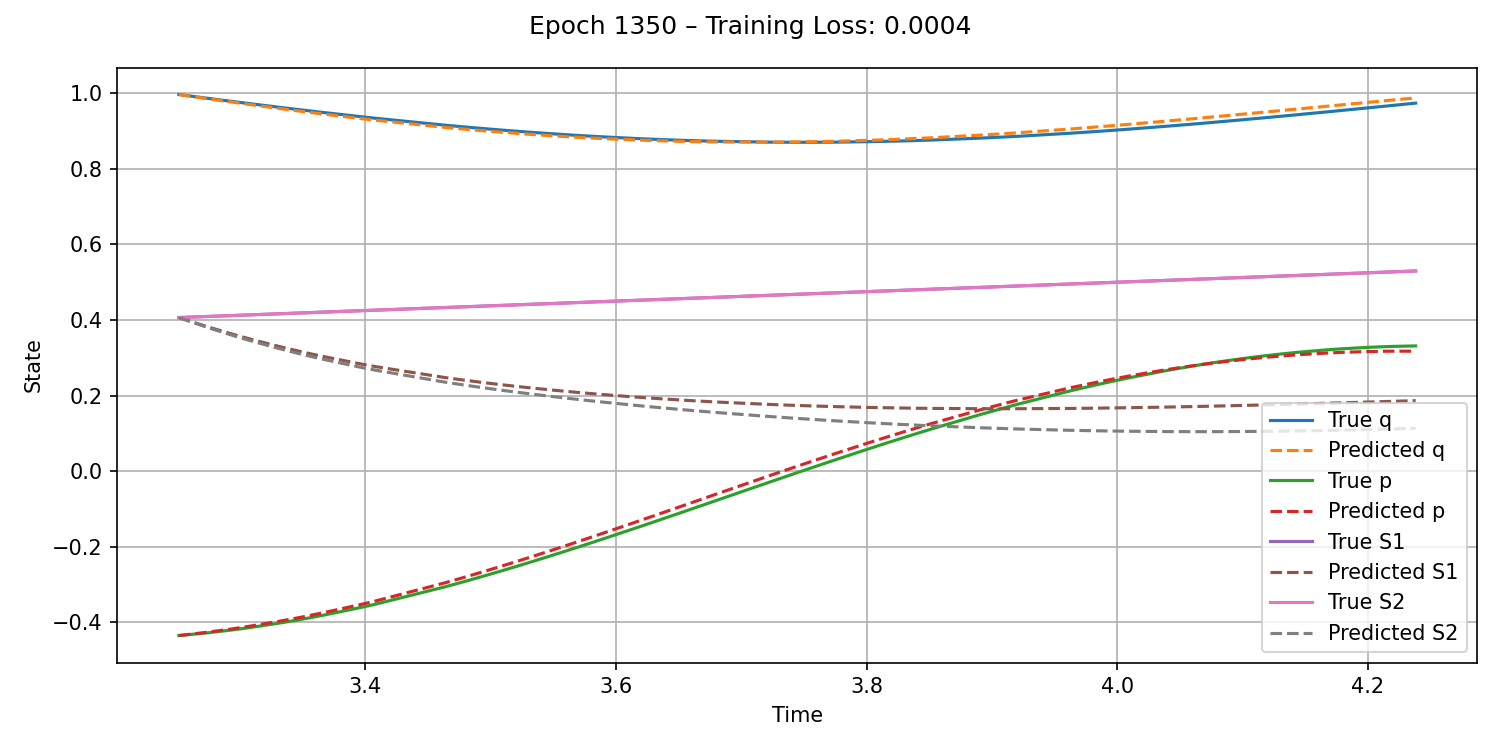 Epoch 1350 – Training Loss: 0.0004
1.0
0.8
0.6
0.4
0.2
0.0
−0.2
−0.4
State
True q
Predicted q
True p
Predicted p
True S1
Predicted S1
True S2
Predicted S2
3.4 3.6 3.8 4.0 4.2
Time